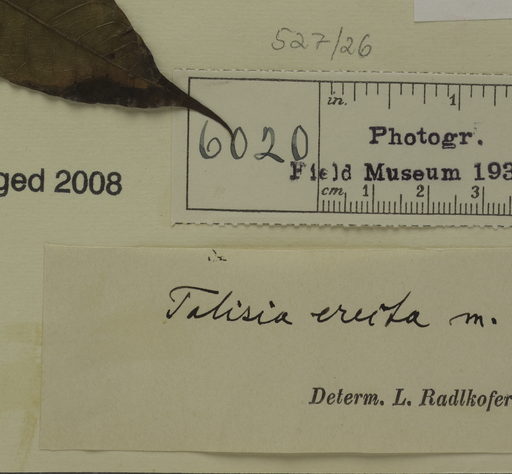 527/26
in. 1
6020
Photogr.
Field Museum 193
ged 2008
cm 1 2 3
Talisia erecta m.
Determ. L. Radlkofer